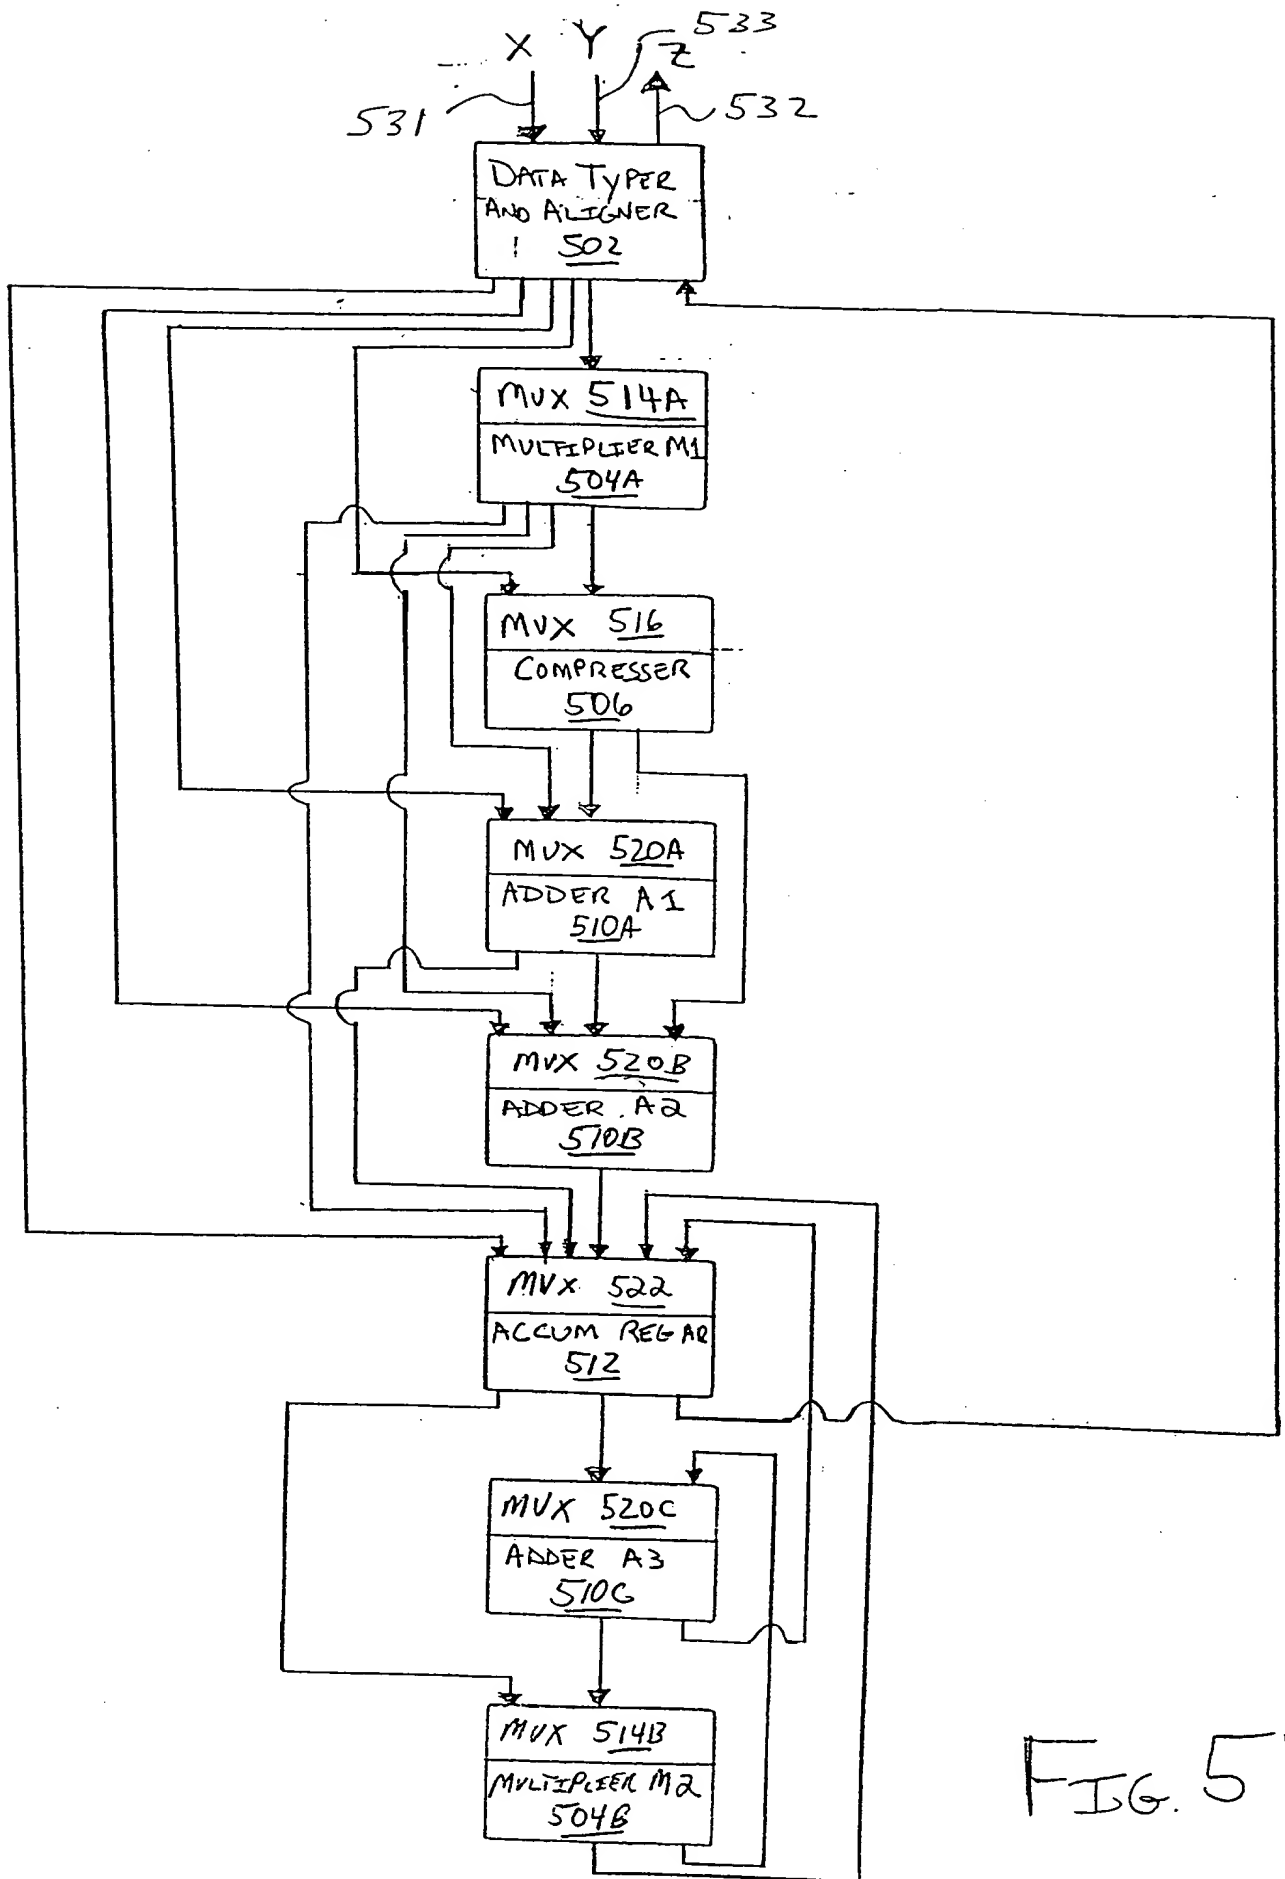 533
X Y Z
531
532
DATA TYPER
AND ALIGNER
502
MUX 514A
MULTIPLIER M1
504A
MUX 516
COMPRESSER
506
MUX 520A
ADDER A1
510A
MUX 520B
ADDER A2
510B
MUX 522
ACCUM REG AR
512
MUX 520C
ADDER A3
510C
MUX 514B
MULTIPLIER M2
504B
FIG. 5